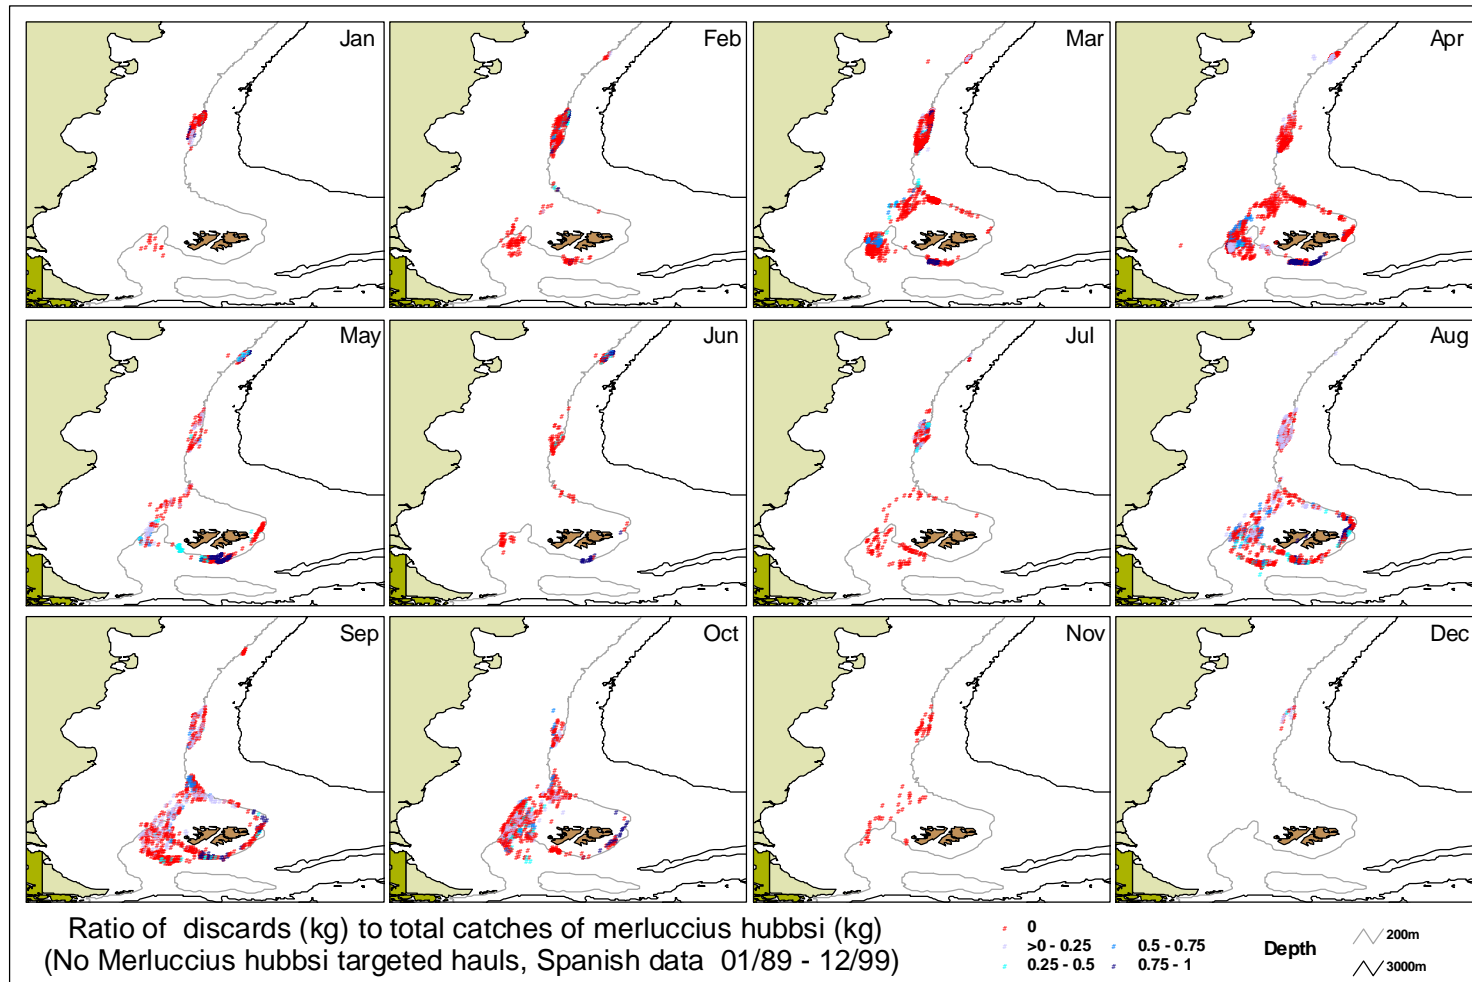 Jan
Feb
Mar
Apr
May
Jun
Jul
Aug
Sep
Oct
Nov
Dec
Ratio of discards (kg) to total catches of merluccius hubbsi (kg)
(No Merluccius hubbsi targeted hauls, Spanish data 01/89 - 12/99)
0
>0 - 0.25
0.25 - 0.5
0.5 - 0.75
0.75 - 1
Depth
200m
3000m